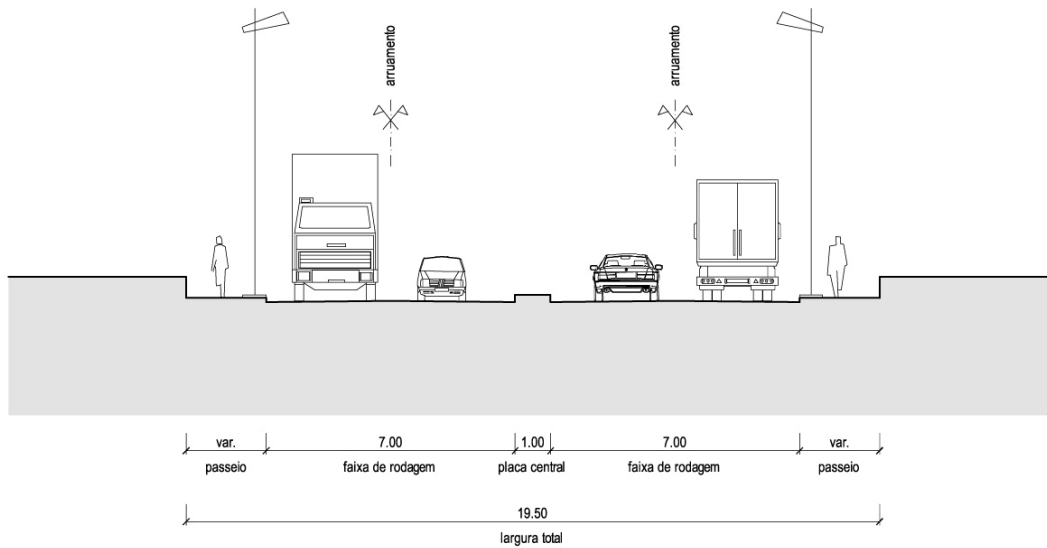 arruamento
arruamento
var.
7.00
1.00
7.00
var.
passeio
faixa de rodagem
placa central
faixa de rodagem
passeio
19.50
largura total